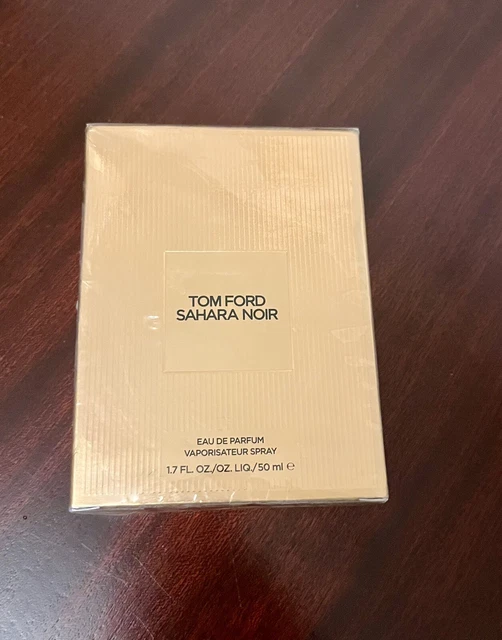 TOM FORD
SAHARA NOIR
EAU DE PARFUM
VAPORISATEUR SPRAY
1.7 FL. OZ./OZ. LIQ./50 ml ℮